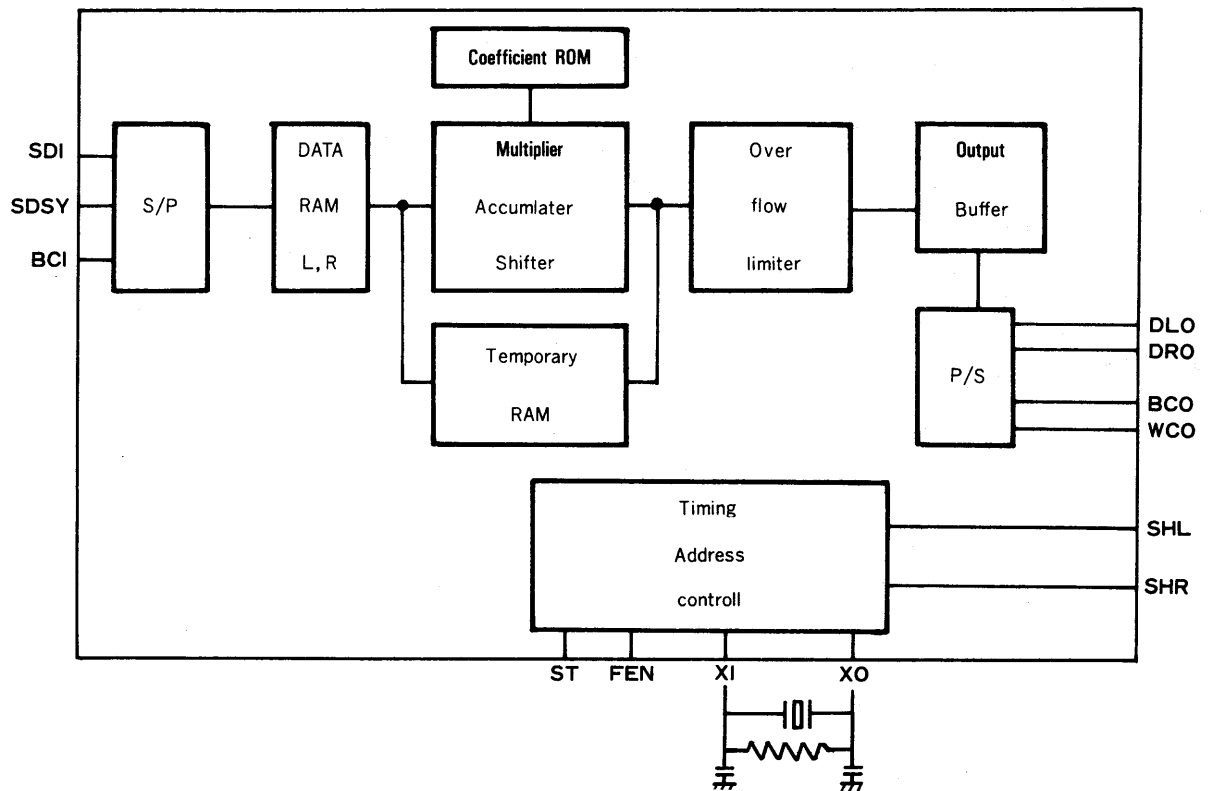 Coefficient ROM
SDI
SDSY
BCI
S/P
DATA
RAM
L, R
Multiplier
Accumlater
Shifter
Over
flow
limiter
Output
Buffer
Temporary
RAM
P/S
DLO
DRO
BCO
WCO
Timing
Address
controll
SHL
SHR
ST
FEN
XI
XO